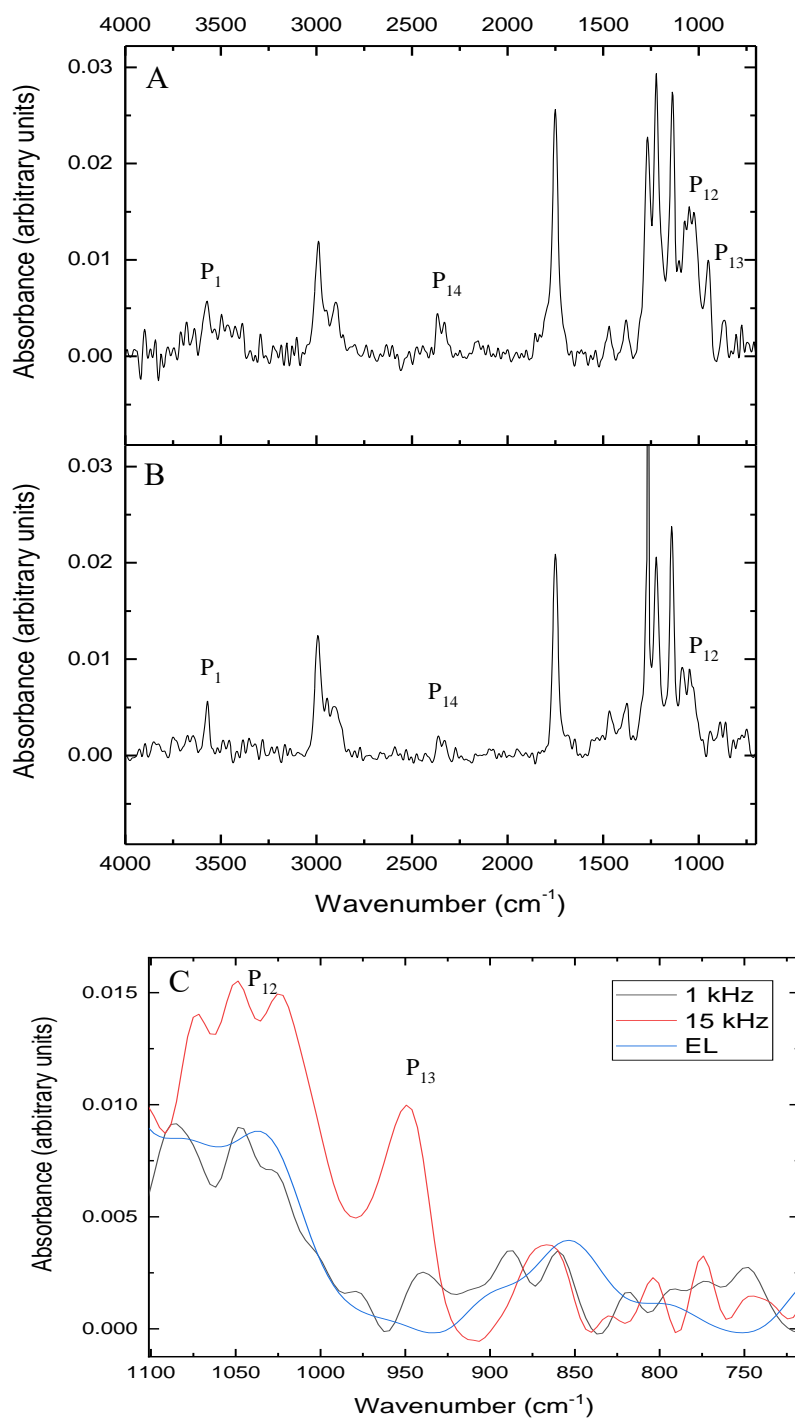 4000 3500 3000 2500 2000 1500 1000
A
0.03
0.02
0.01
0.00
Absorbance (arbitrary units)
P1
P14
P12
P13
B
0.03
0.02
0.01
0.00
Absorbance (arbitrary units)
P1
P14
P12
4000 3500 3000 2500 2000 1500 1000
Wavenumber (cm-1)
C
0.015
0.010
0.005
0.000
Absorbance (arbitrary units)
P12
P13
1 kHz
15 kHz
EL
1100 1050 1000 950 900 850 800 750
Wavenumber (cm-1)